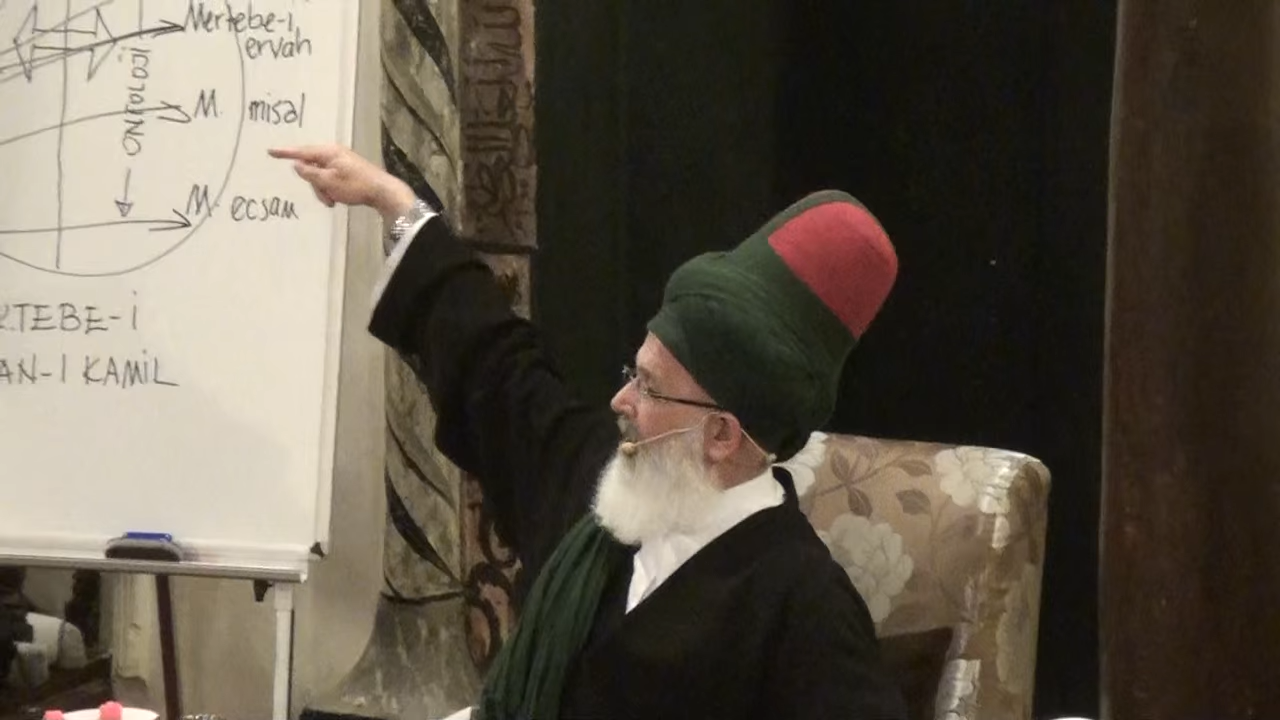 Mertebe-i
ervah
ONTOLOJİ
M. misal
M. ecsam
RTEBE-İ
AN-I KAMİL